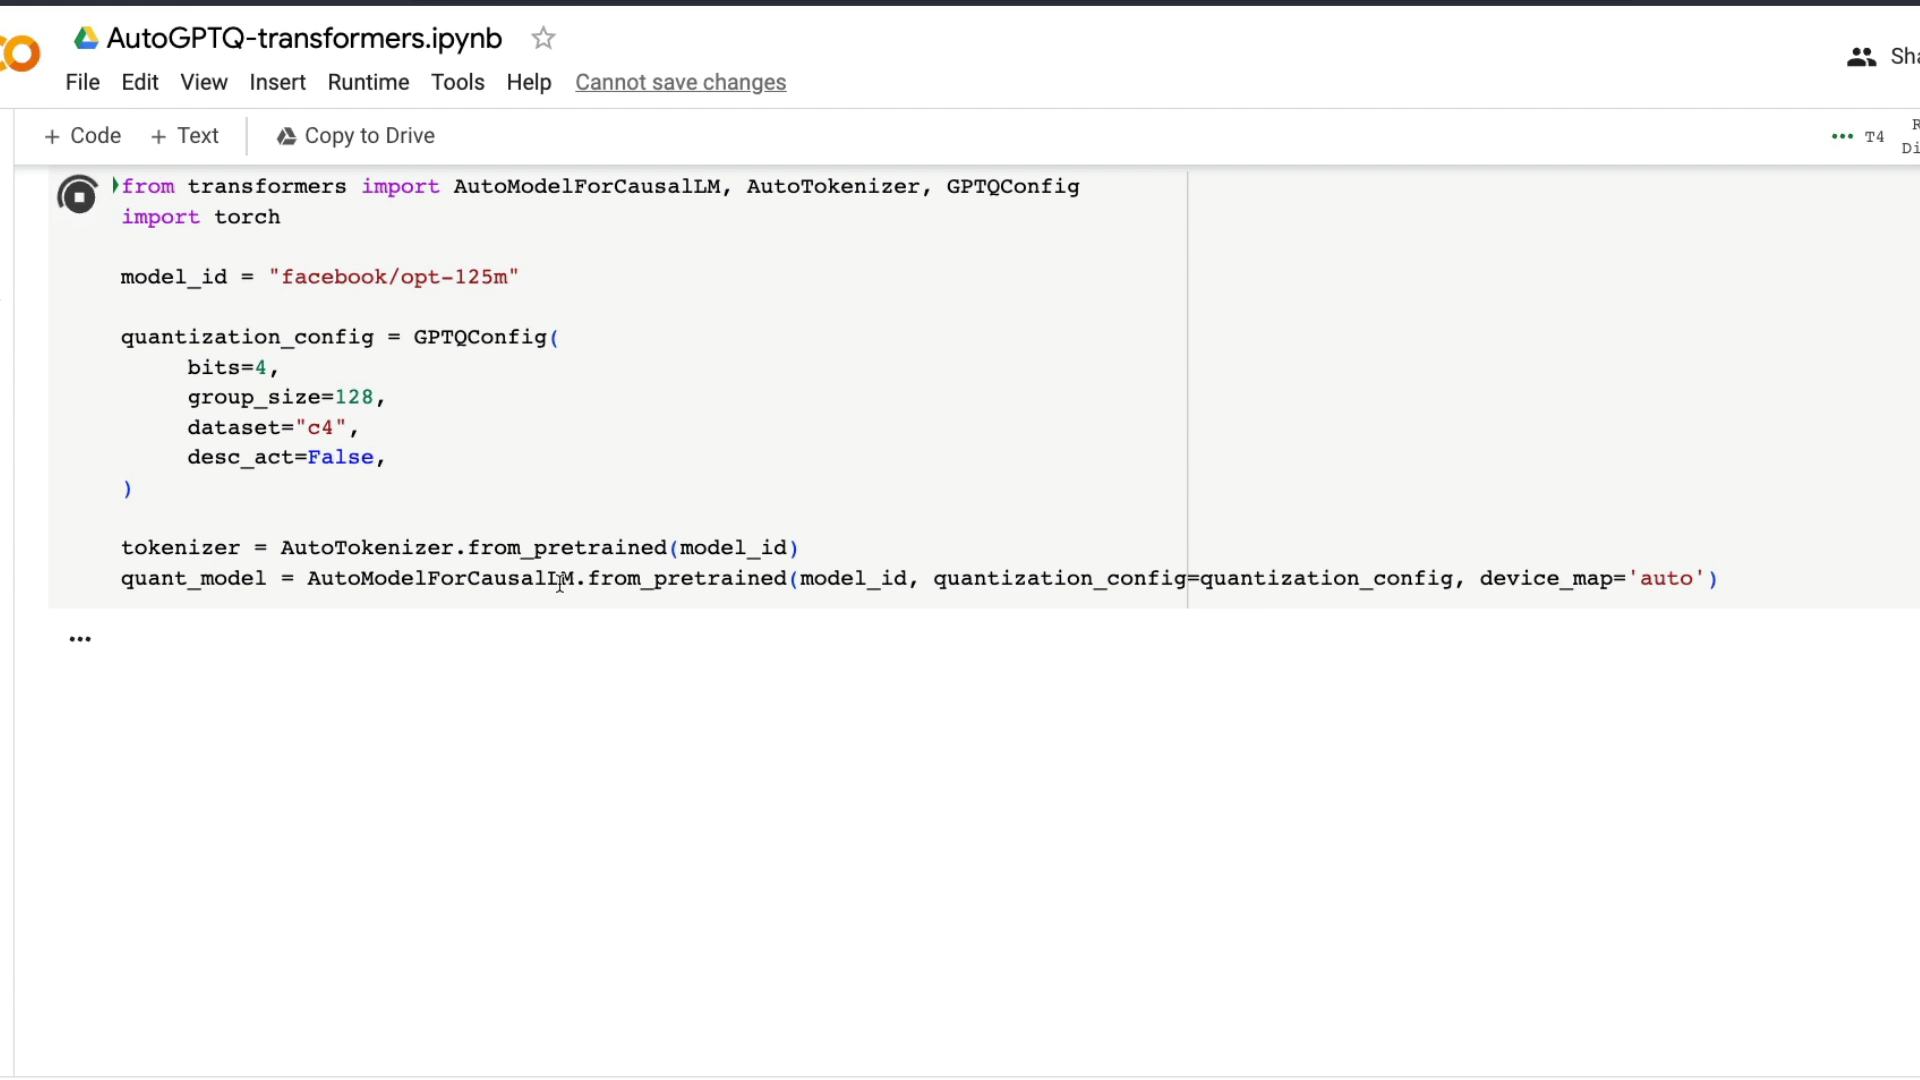 AutoGPTQ-transformers.ipynb
File Edit View Insert Runtime Tools Help Cannot save changes
+ Code + Text Copy to Drive
T4
from transformers import AutoModelForCausalLM, AutoTokenizer, GPTQConfig
import torch
model_id = "facebook/opt-125m"
quantization_config = GPTQConfig(
bits=4,
group_size=128,
dataset="c4",
desc_act=False,
)
tokenizer = AutoTokenizer.from_pretrained(model_id)
quant_model = AutoModelForCausalLM.from_pretrained(model_id, quantization_config=quantization_config, device_map='auto')
...